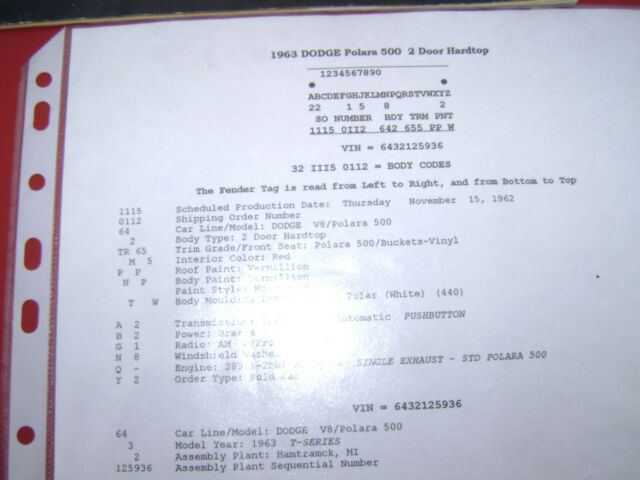 1963 DODGE Polara 500 2 Door Hardtop
1234567890
ABCDEFGHJKLMNPQRSTVWXYZ
22 1 5 8 2
SO NUMBER BDY TRM PNT
1115 0II2 642 655 PP W
VIN = 6432125936
32 III5 0112 = BODY CODES
The Fender Tag is read from Left to Right, and from Bottom to Top
1115 Scheduled Production Date: Thursday November 15, 1962
0112 Shipping Order Number
64 Car Line/Model: DODGE V8/Polara 500
2 Body Type: 2 Door Hardtop
TR 65 Trim Grade/Front Seat: Polara 500/Buckets-Vinyl
M 5 Interior Color: Red
P P Roof Paint: Vermillion
N P Body Paint: Vermillion
Paint Style:
T W Body Polar (White) (440)
A 2 Transmission: Automatic PUSHBUTTON
B 2 Power: Brakes
G 1 Radio: AM
N 8 Windshield Washer
Q - Engine: SINGLE EXHAUST - STD POLARA 500
Y 2 Order Type: Sold Car
VIN = 6432125936
64 Car Line/Model: DODGE V8/Polara 500
3 Model Year: 1963 T-SERIES
2 Assembly Plant: Hamtramck, MI
125936 Assembly Plant Sequential Number